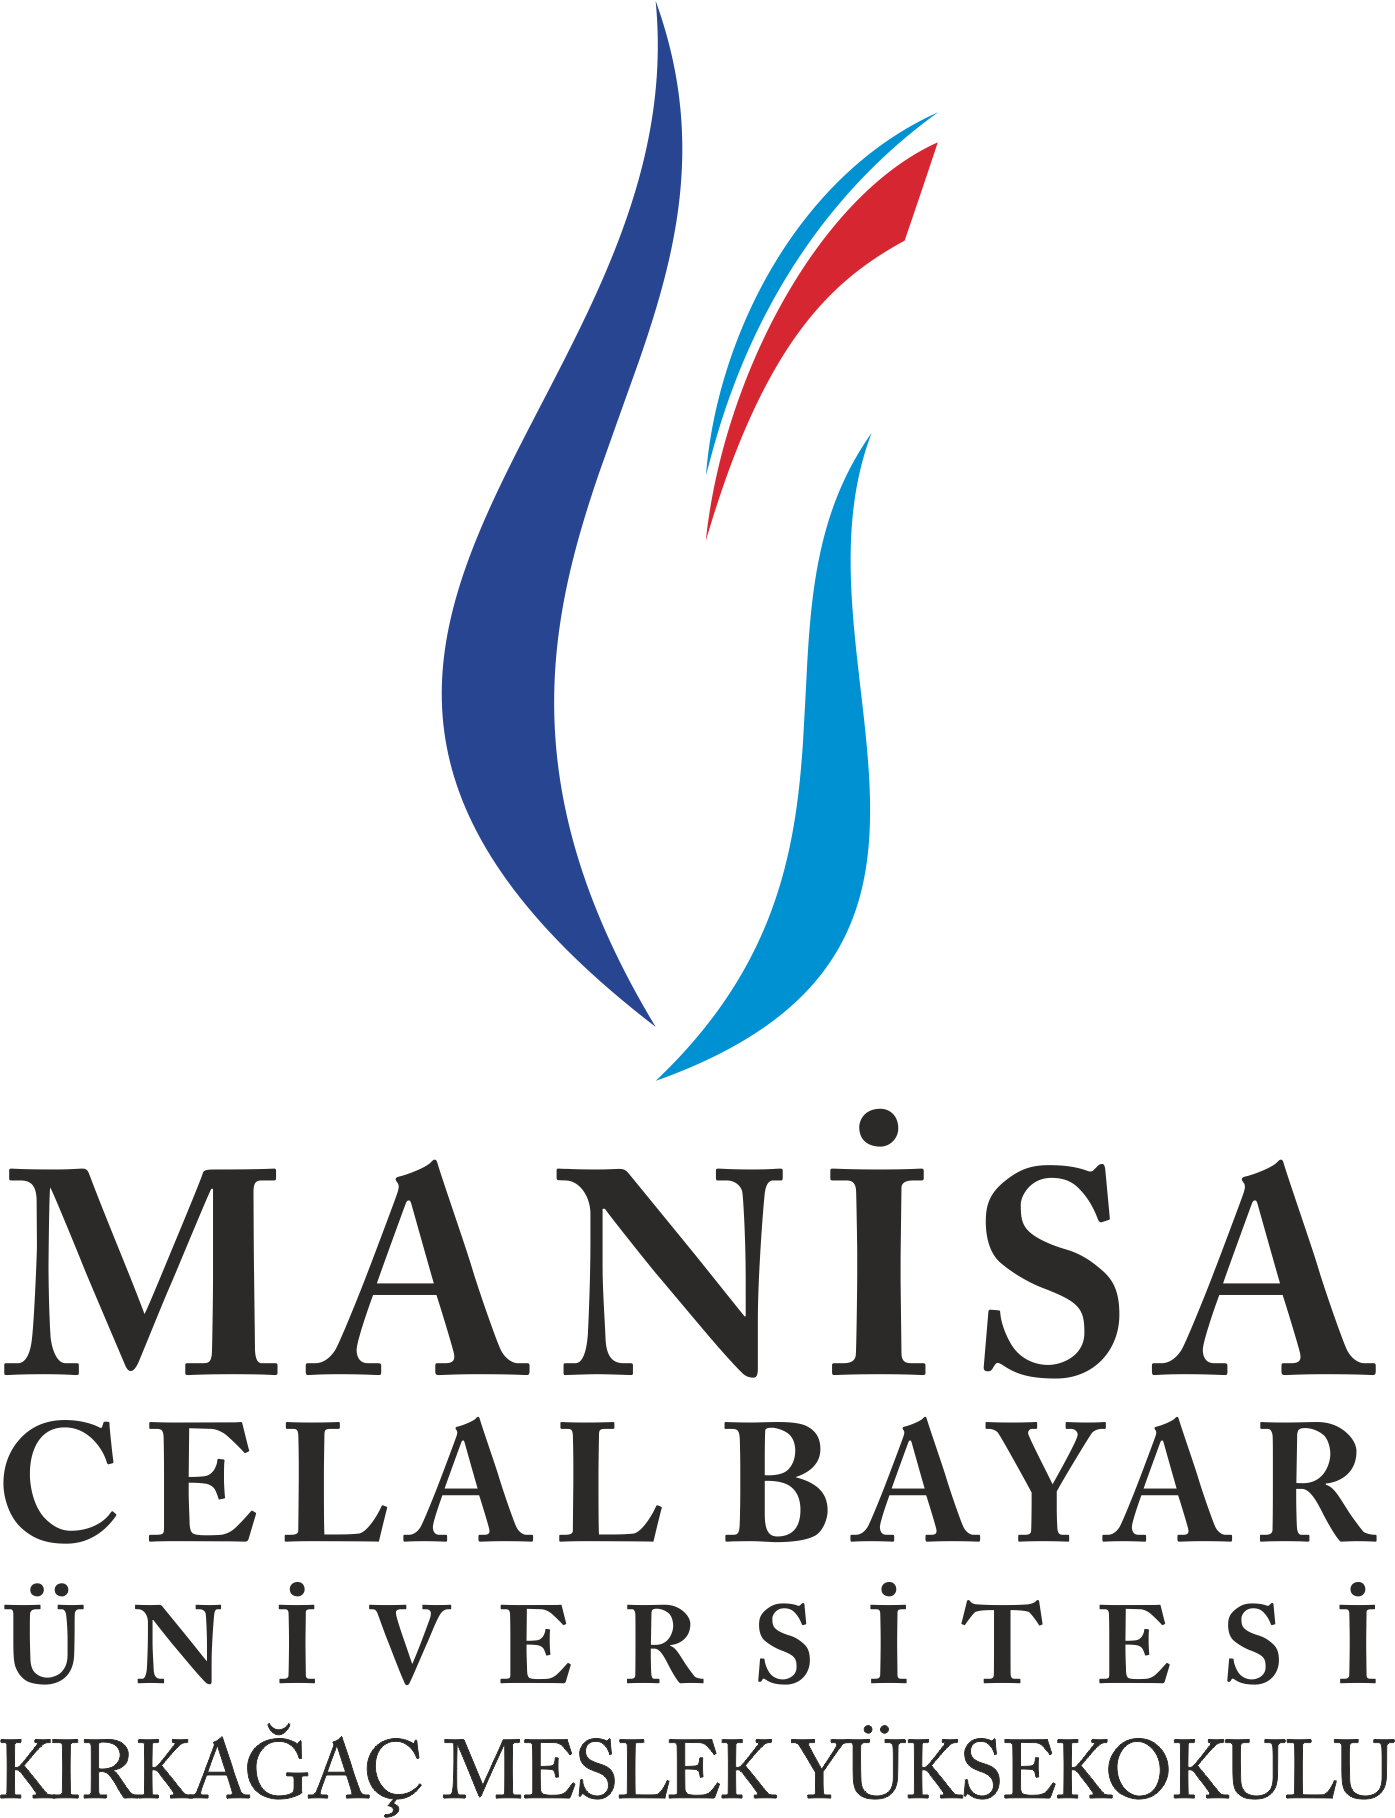 MANİSA
CELAL BAYAR
ÜNİVERSİTESİ
KIRKAĞAÇ MESLEK YÜKSEKOKULU